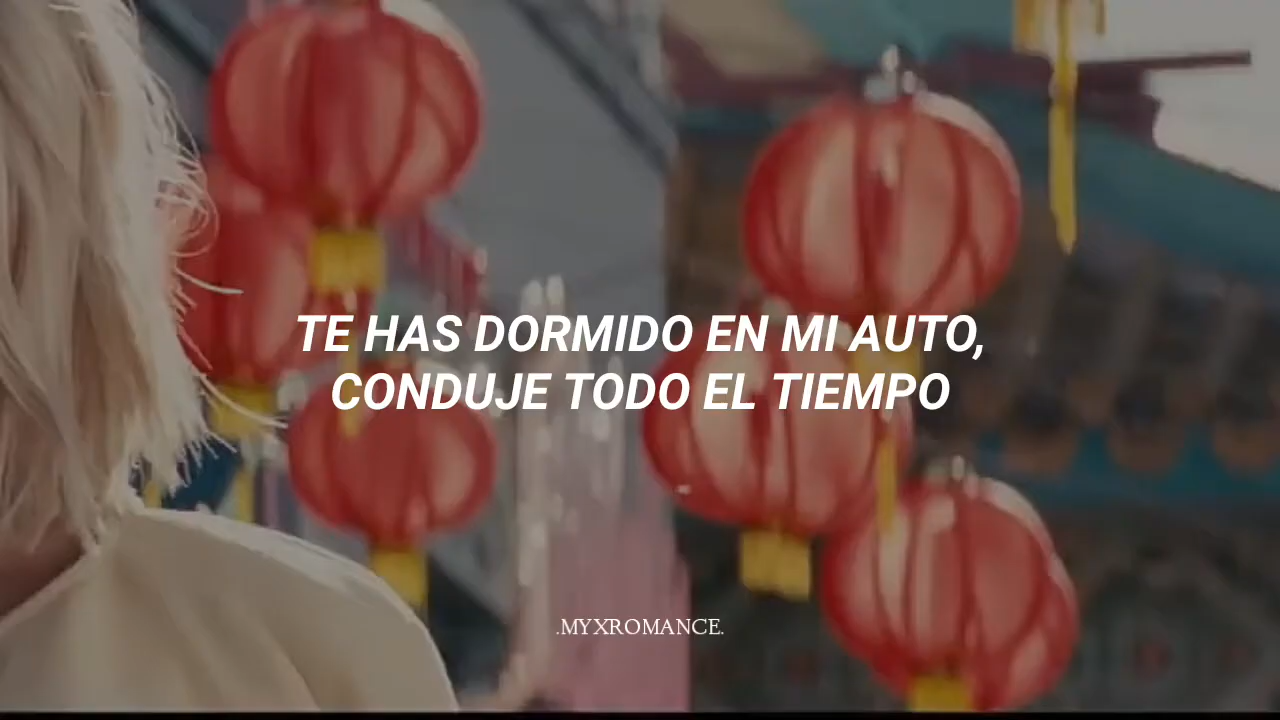 TE HAS DORMIDO EN MI AUTO,
CONDUJE TODO EL TIEMPO
.MYXROMANCE.